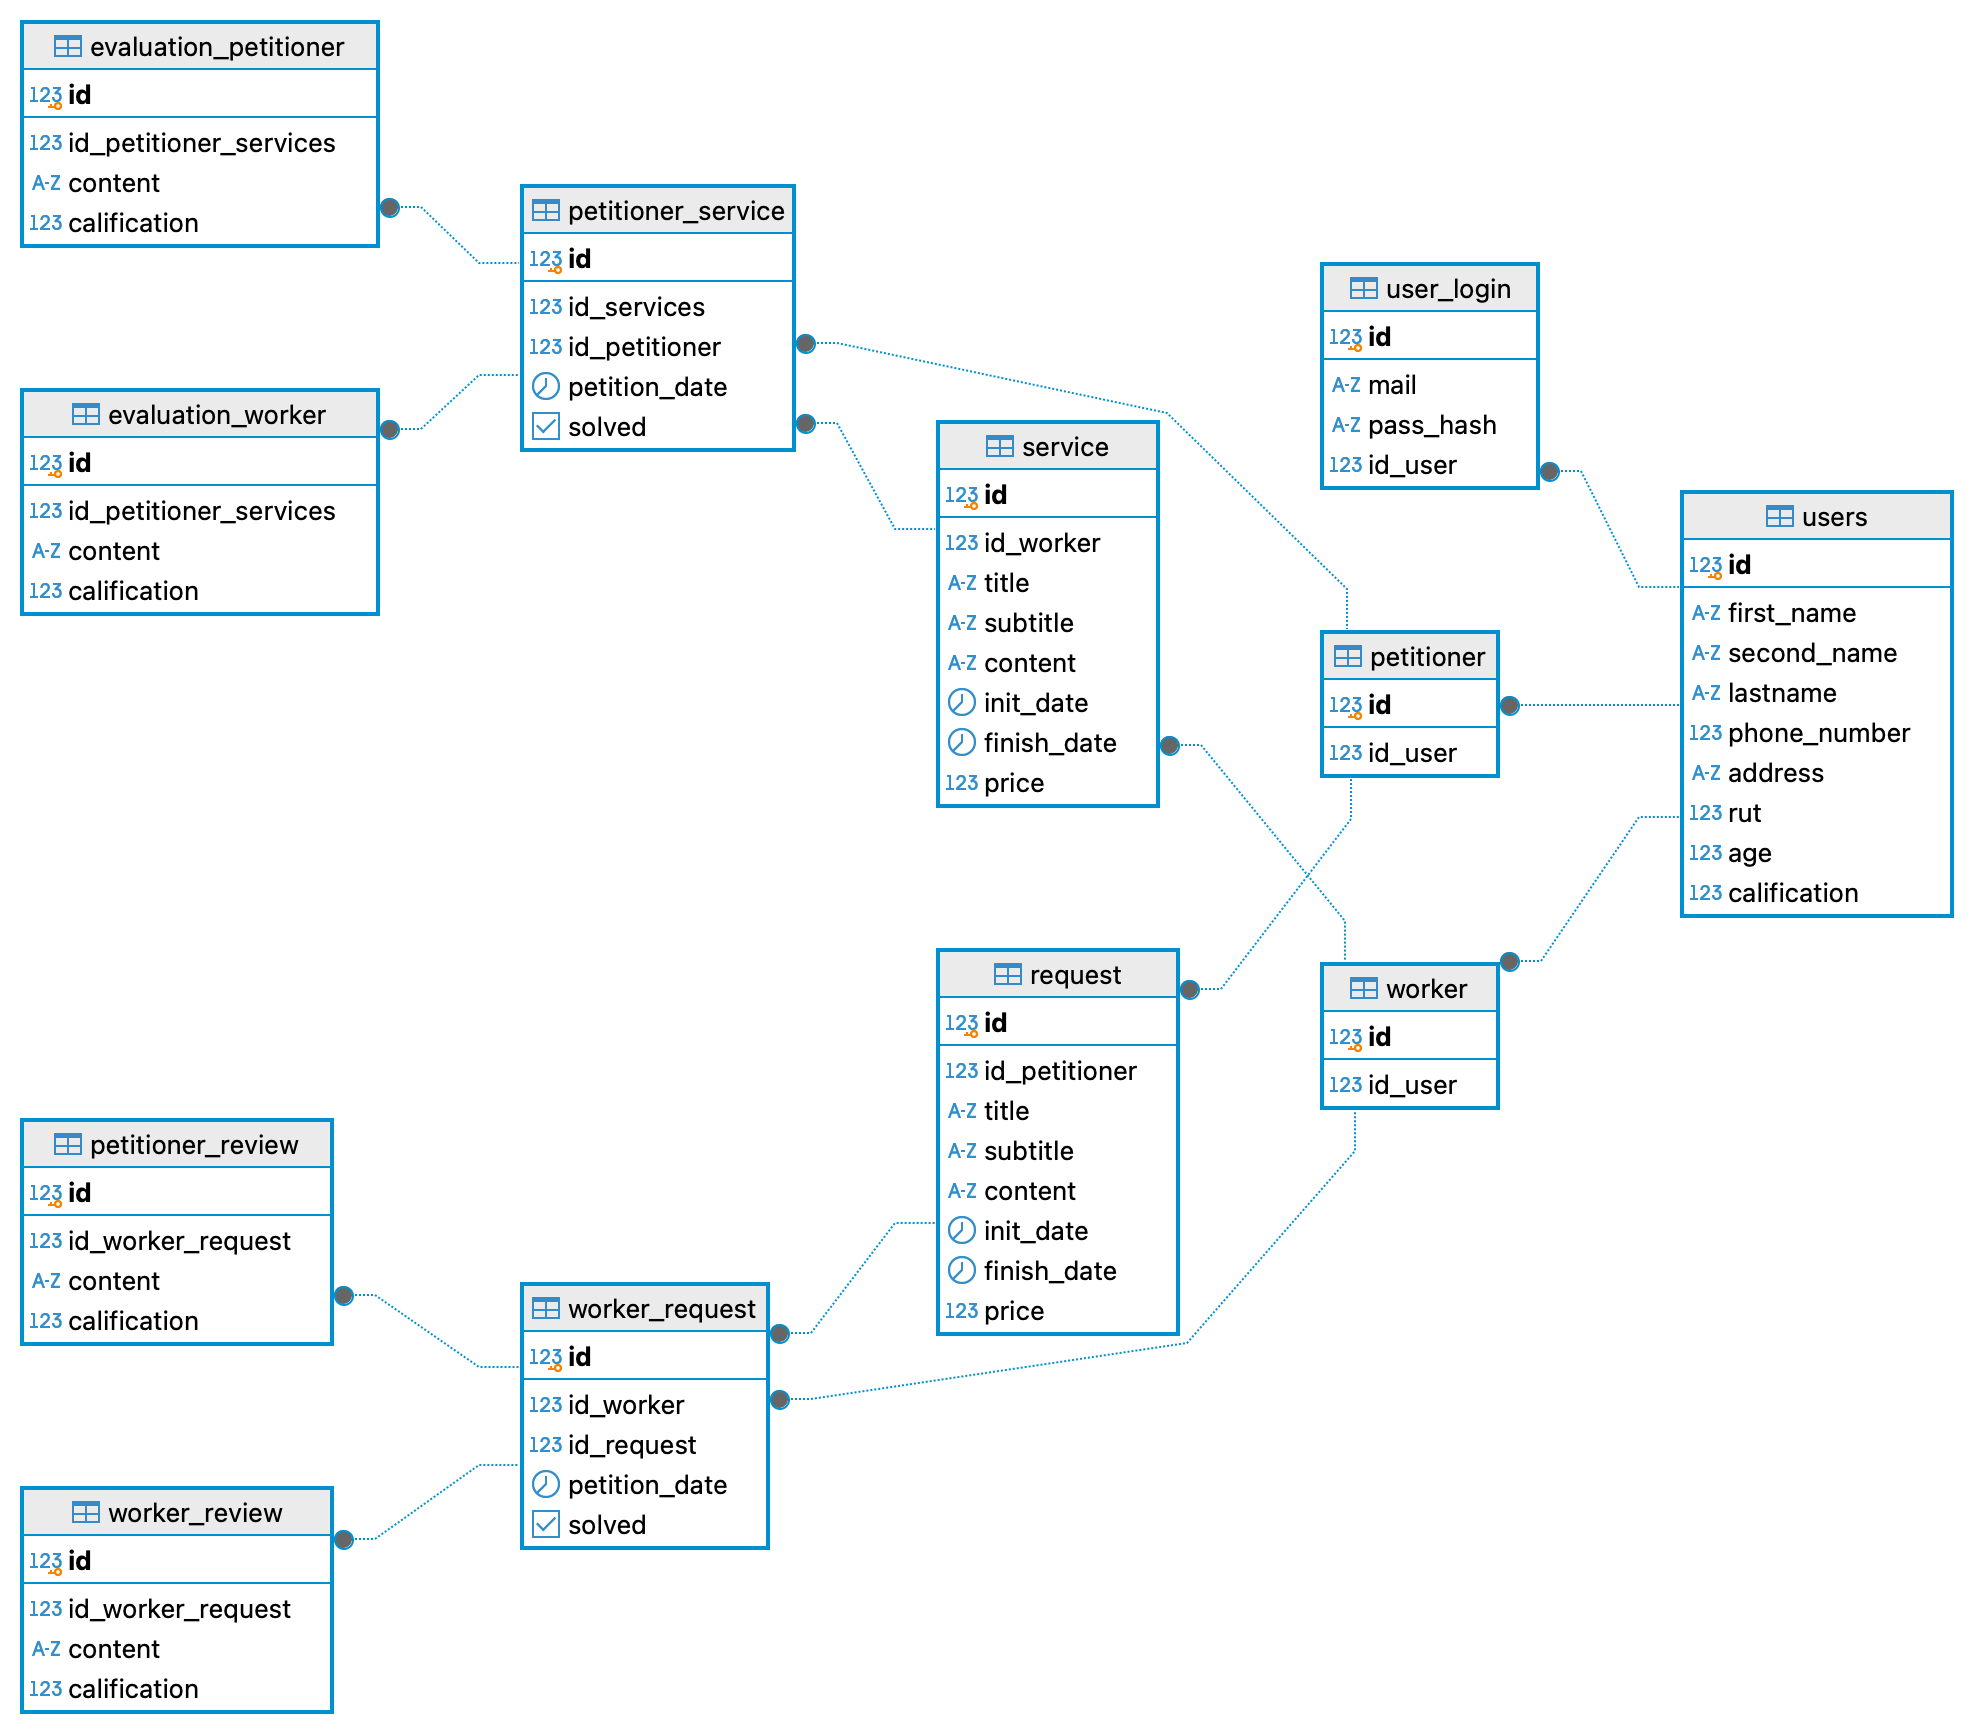 evaluation_petitioner
123 id
123 id_petitioner_services
A-Z content
123 calification
evaluation_worker
123 id
123 id_petitioner_services
A-Z content
123 calification
petitioner_service
123 id
123 id_services
123 id_petitioner
petition_date
solved
service
123 id
123 id_worker
A-Z title
A-Z subtitle
A-Z content
init_date
finish_date
123 price
user_login
123 id
A-Z mail
A-Z pass_hash
123 id_user
users
123 id
A-Z first_name
A-Z second_name
A-Z lastname
123 phone_number
A-Z address
123 rut
123 age
123 calification
petitioner
123 id
123 id_user
worker
123 id
123 id_user
request
123 id
123 id_petitioner
A-Z title
A-Z subtitle
A-Z content
init_date
finish_date
123 price
petitioner_review
123 id
123 id_worker_request
A-Z content
123 calification
worker_request
123 id
123 id_worker
123 id_request
petition_date
solved
worker_review
123 id
123 id_worker_request
A-Z content
123 calification